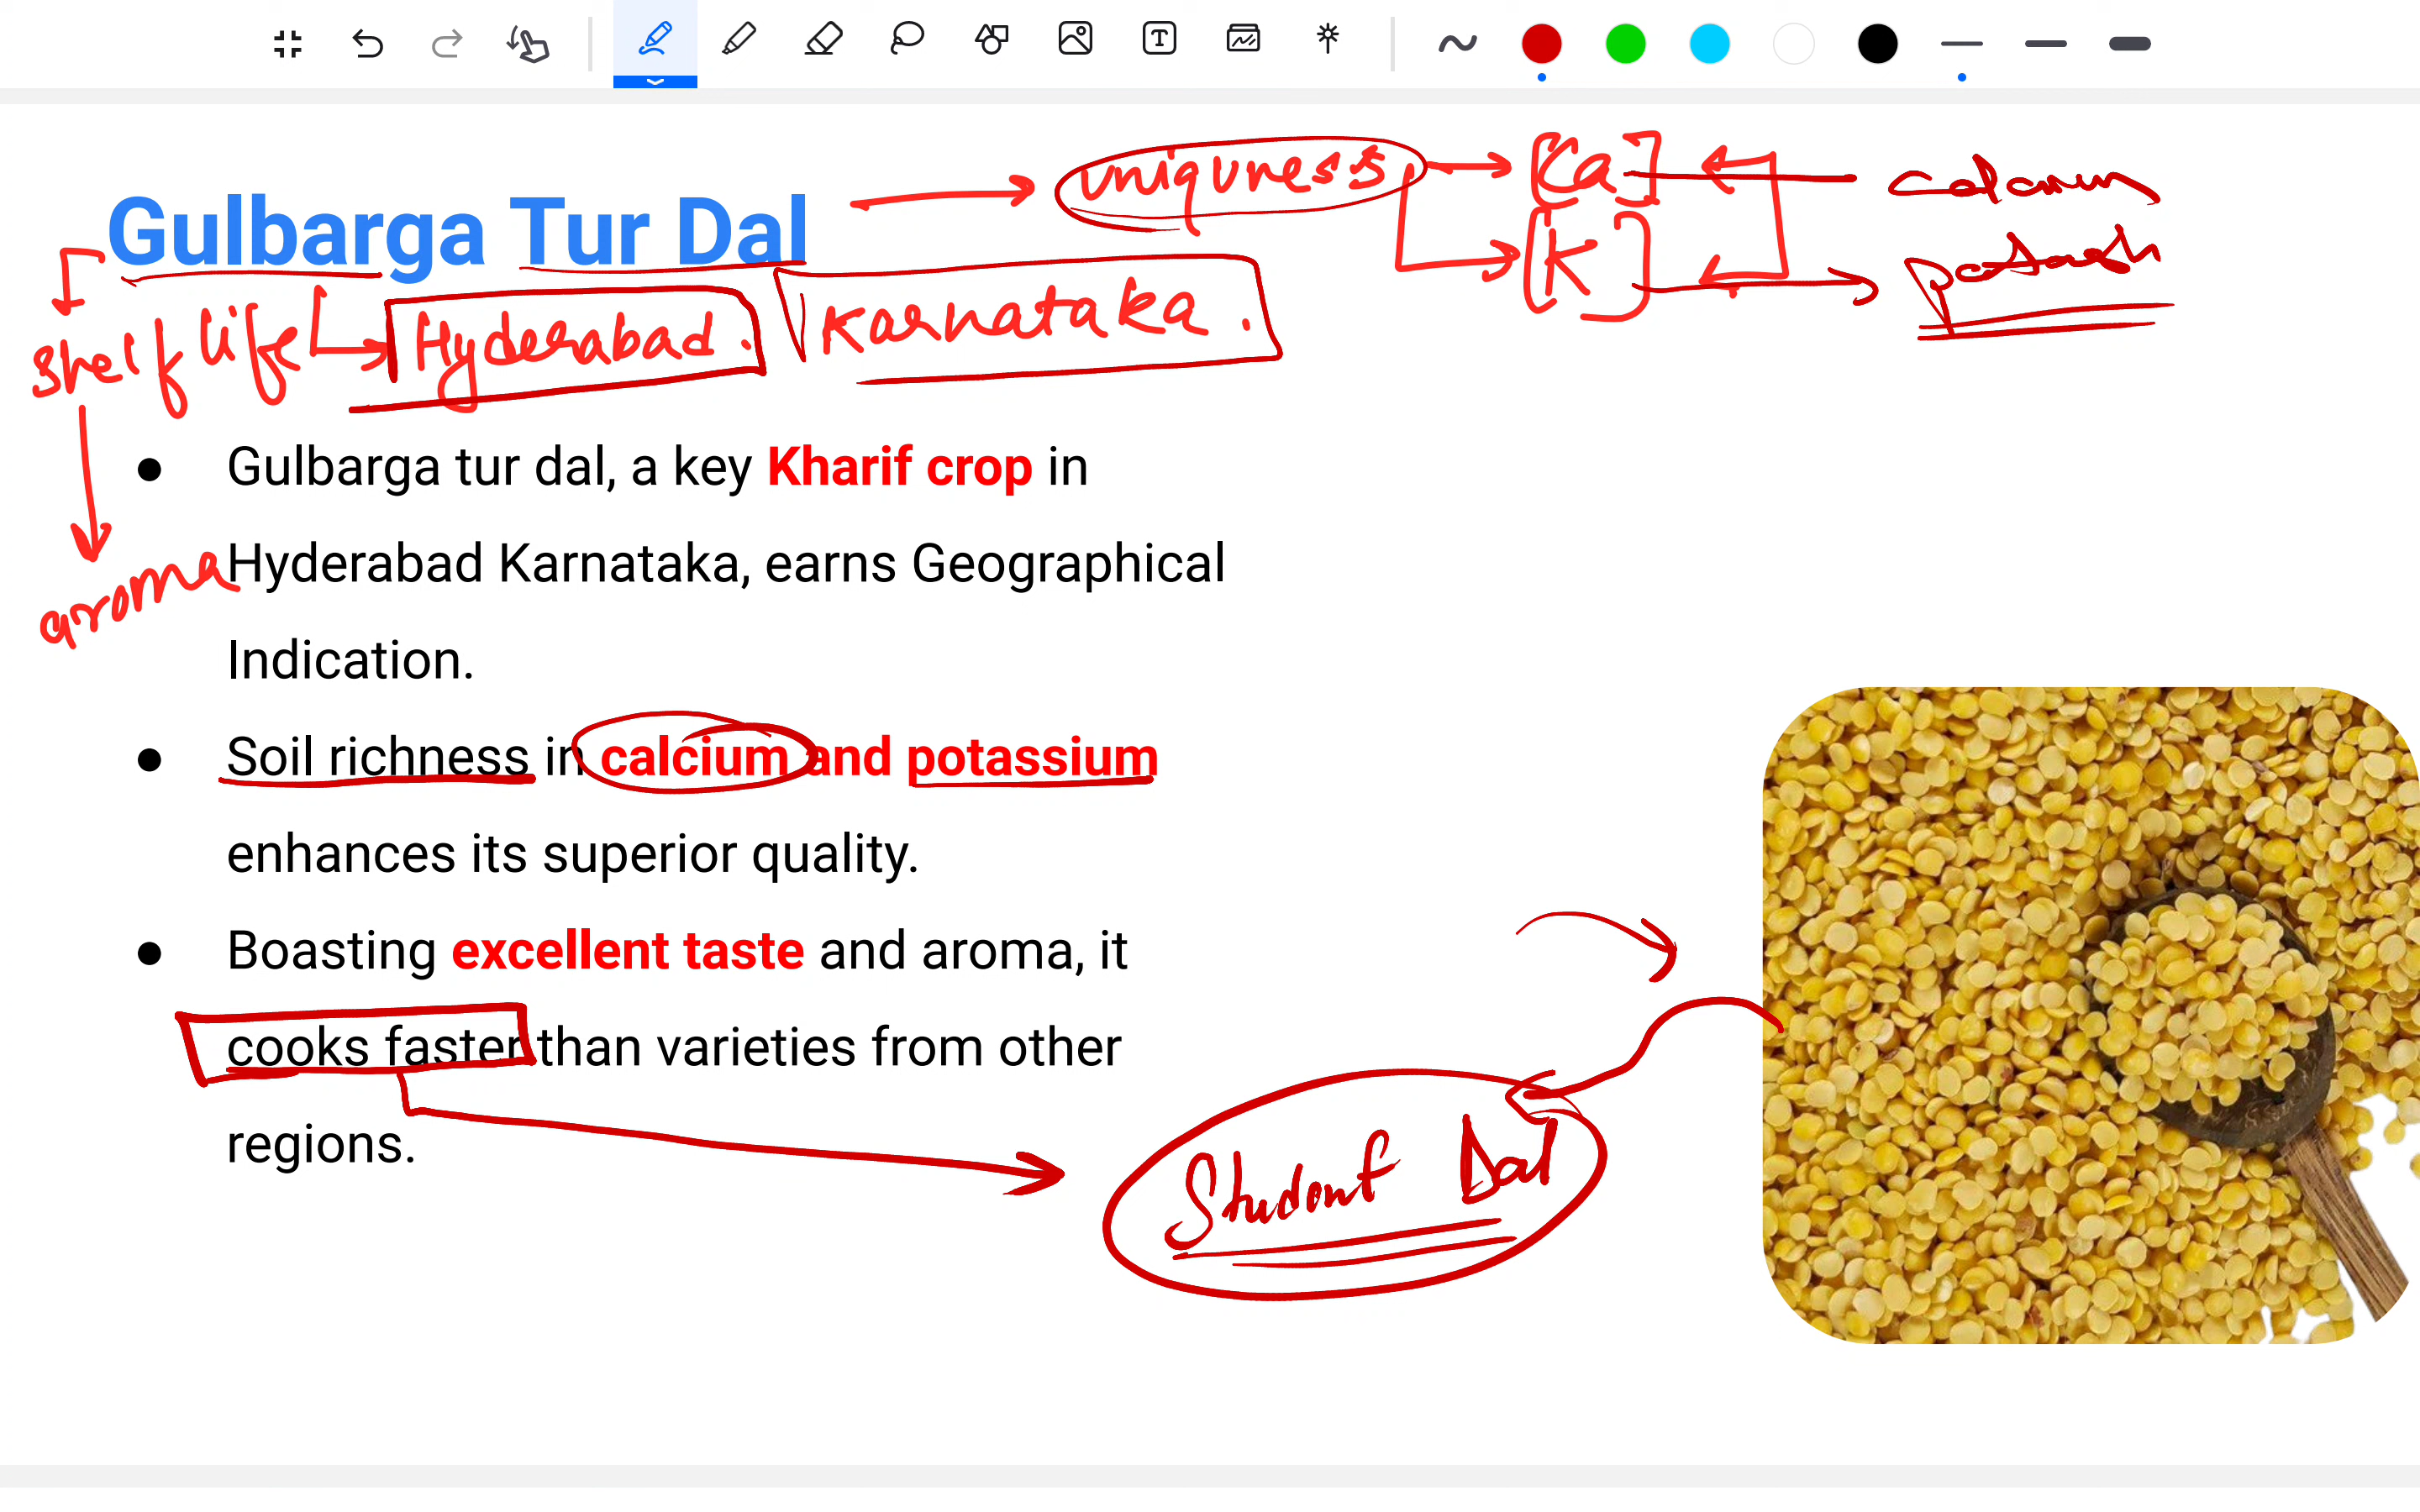 uniquness [Ca] calcium
Gulbarga Tur Dal
[K] potash
shelf life Hyderabad. Karnataka.
● Gulbarga tur dal, a key Kharif crop in
aroma Hyderabad Karnataka, earns Geographical
Indication.
● Soil richness in calcium and potassium
enhances its superior quality.
● Boasting excellent taste and aroma, it
cooks faster than varieties from other
regions.
Student Dal